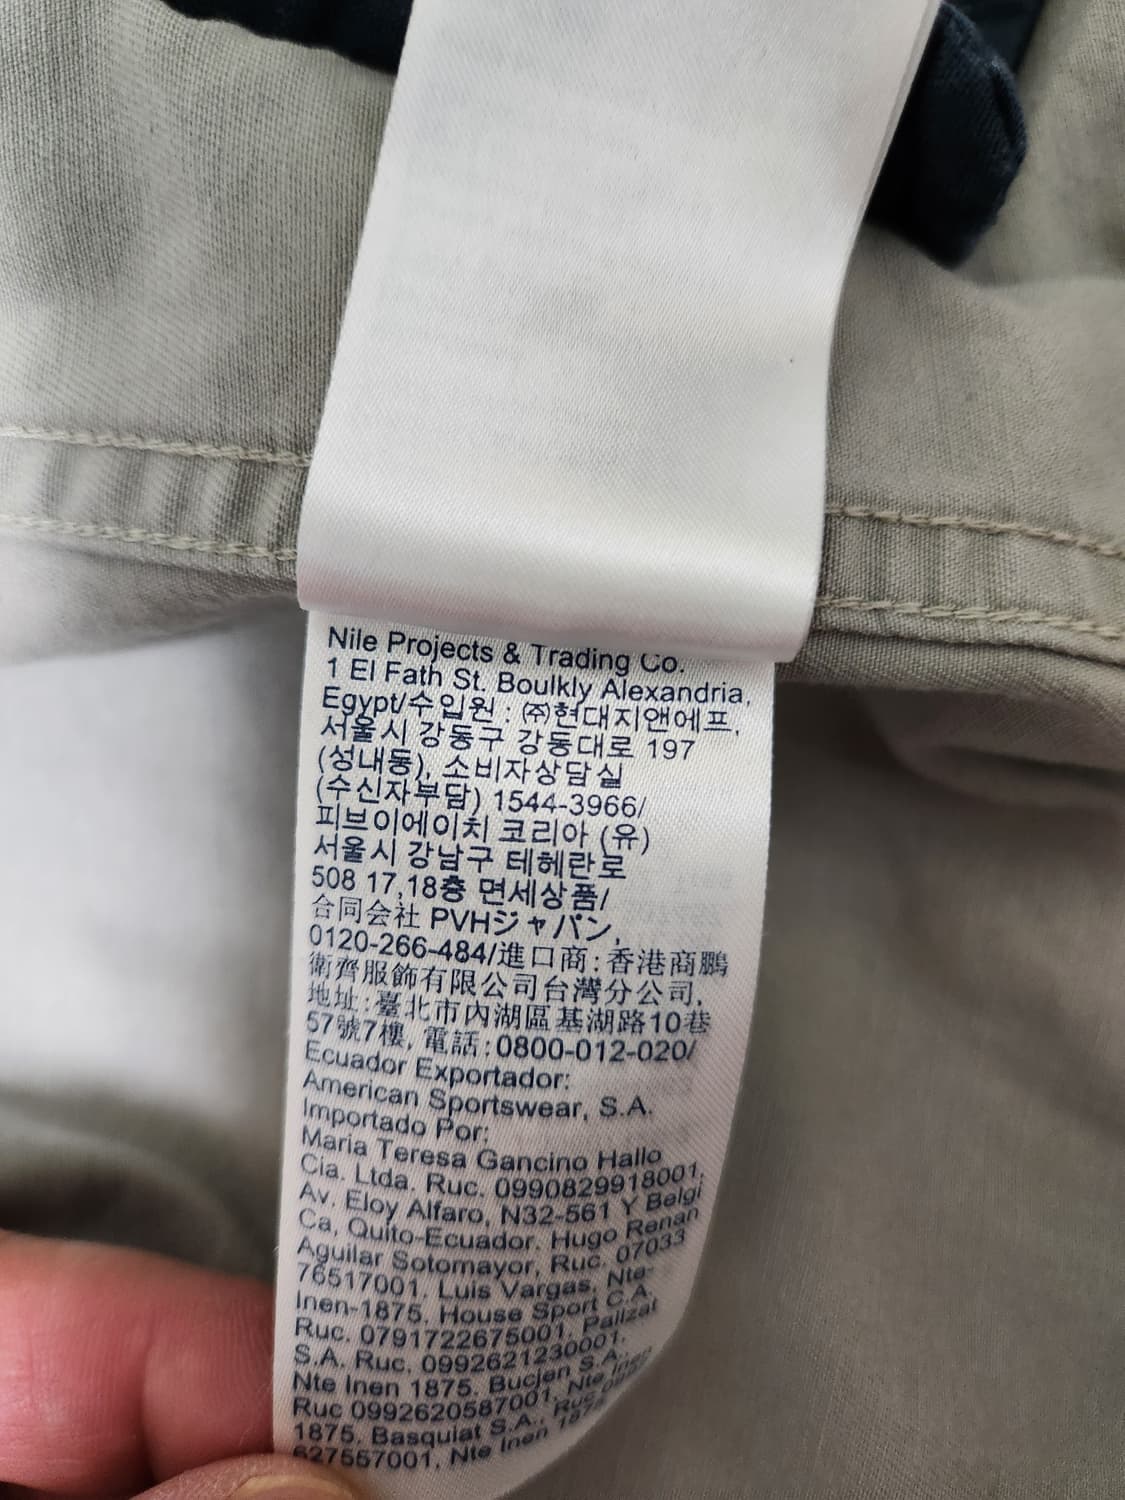 Nile Projects & Trading Co.
1 El Fath St. Boulkly Alexandria,
Egypt/수입원 : ㈜현대지앤에프,
서울시 강동구 강동대로 197
(성내동), 소비자상담실
(수신자부담) 1544-3966/
피브이에이치 코리아 (유)
서울시 강남구 테헤란로
508 17,18층 면세상품/
合同会社 PVHジャパン,
0120-266-484/進口商:香港商鵬
衛齊服飾有限公司台灣分公司,
地址:臺北市內湖區基湖路10巷
57號7樓, 電話:0800-012-020/
Ecuador Exportador:
American Sportswear, S.A.
Importado Por:
Maria Teresa Gancino Hallo
Cia. Ltda. Ruc. 0990829918001,
Av. Eloy Alfaro, N32-561 Y Belgi
Ca, Quito-Ecuador. Hugo Renan
Aguilar Sotomayor, Ruc. 07033
76517001. Luis Vargas, Nte-
Inen-1875. House Sport C.A.
Ruc. 0791722675001. Pailzat
S.A. Ruc, 0992621230001.
Nte Inen 1875. Bucjen S.A.,
Ruc 0992620587001, Nte Inen
1875. Basquiat S.A., Ruc
627557001, Nte Inen